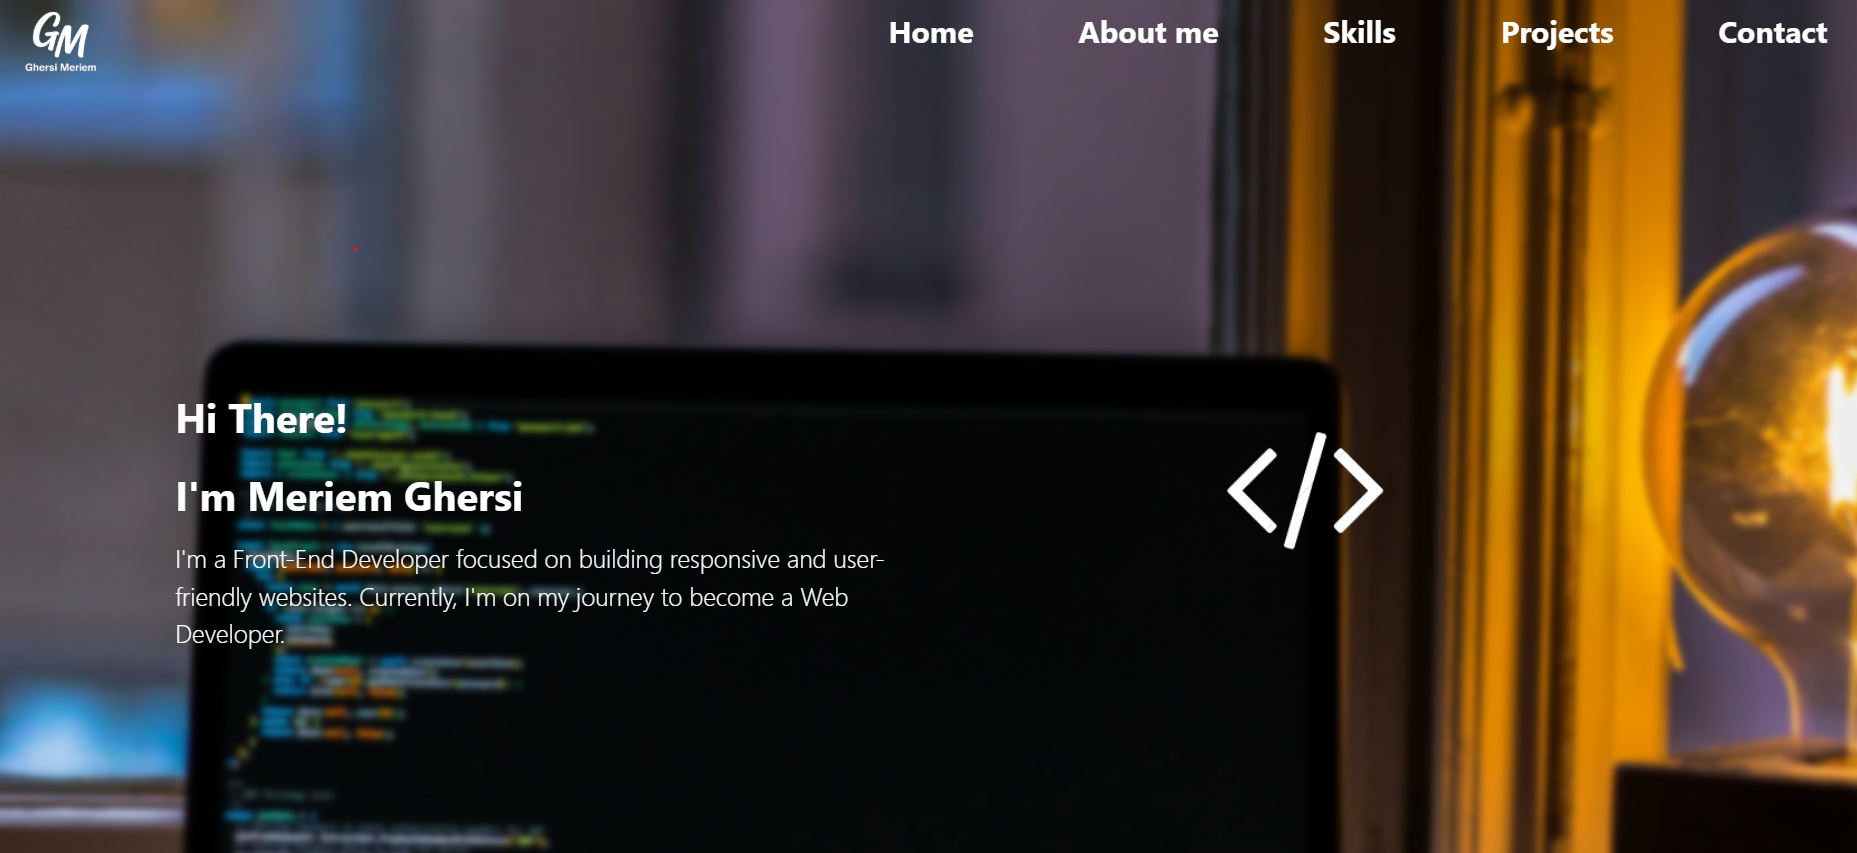 GM
Ghersi Meriem
Home About me Skills Projects Contact
Hi There!
I'm Meriem Ghersi
I'm a Front-End Developer focused on building responsive and user-
friendly websites. Currently, I'm on my journey to become a Web
Developer.
</>